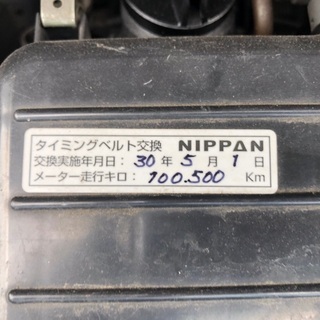 タイミングベルト交換 NIPPAN
交換実施年月日: 30 年 5 月 1 日
メーター走行キロ: 100.500 Km